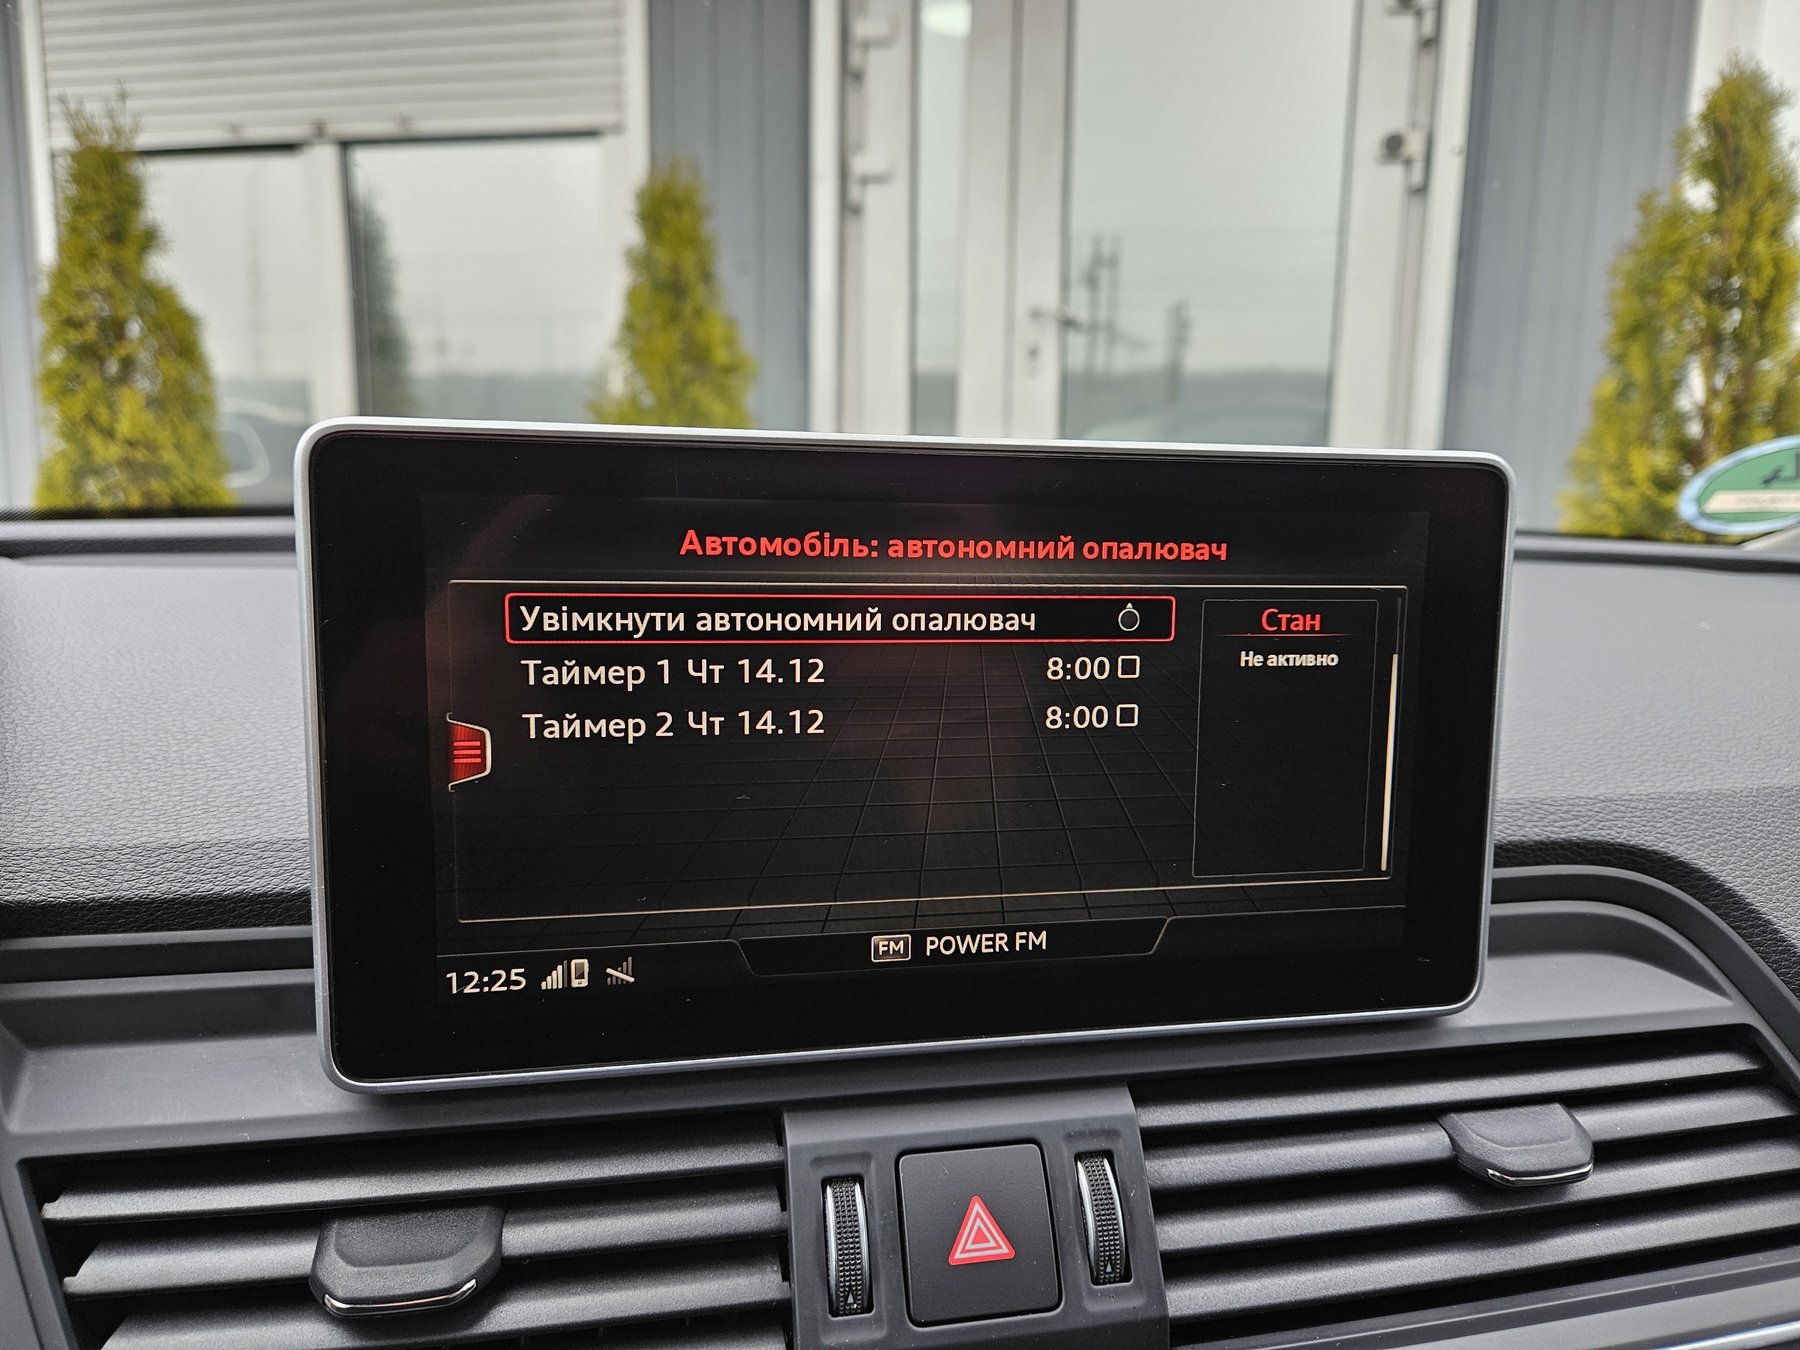 Автомобіль: автономний опалювач
Увімкнути автономний опалювач
Таймер 1 Чт 14.12 8:00
Таймер 2 Чт 14.12 8:00
Стан
Не активно
FM POWER FM
12:25